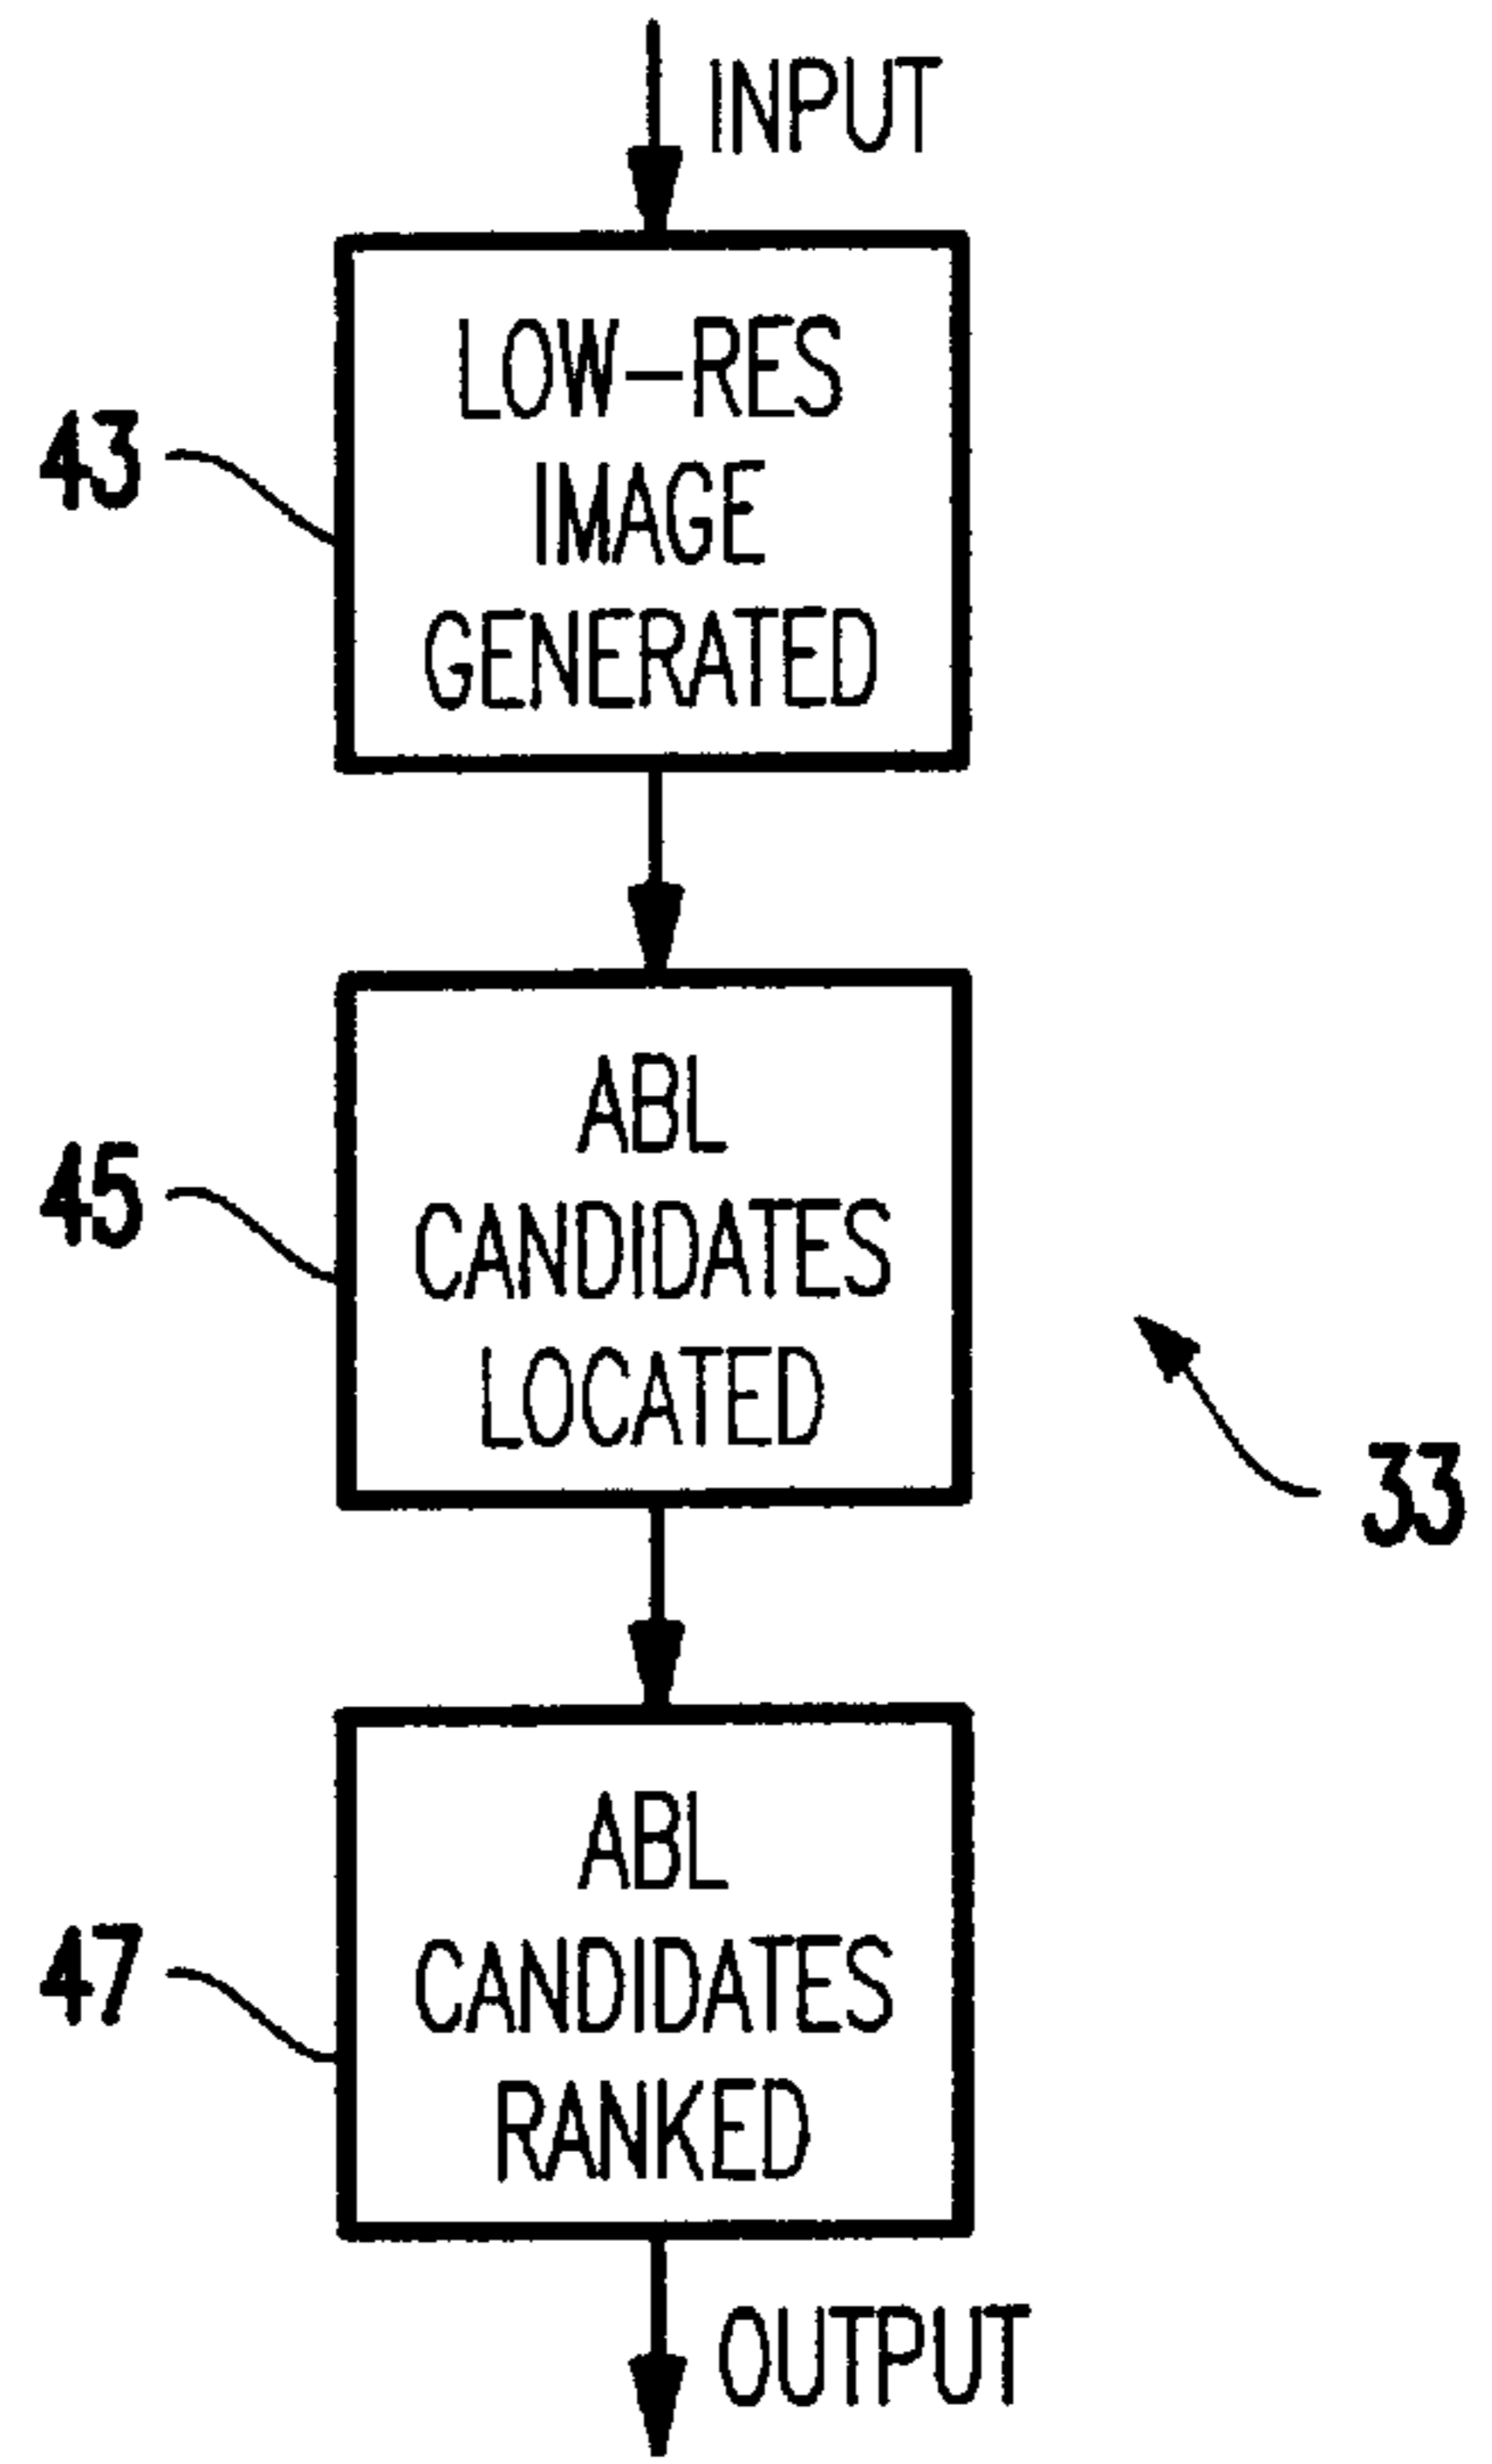 INPUT
LOW-RES
IMAGE
GENERATED
43
ABL
CANDIDATES
LOCATED
45
33
ABL
CANDIDATES
RANKED
47
OUTPUT